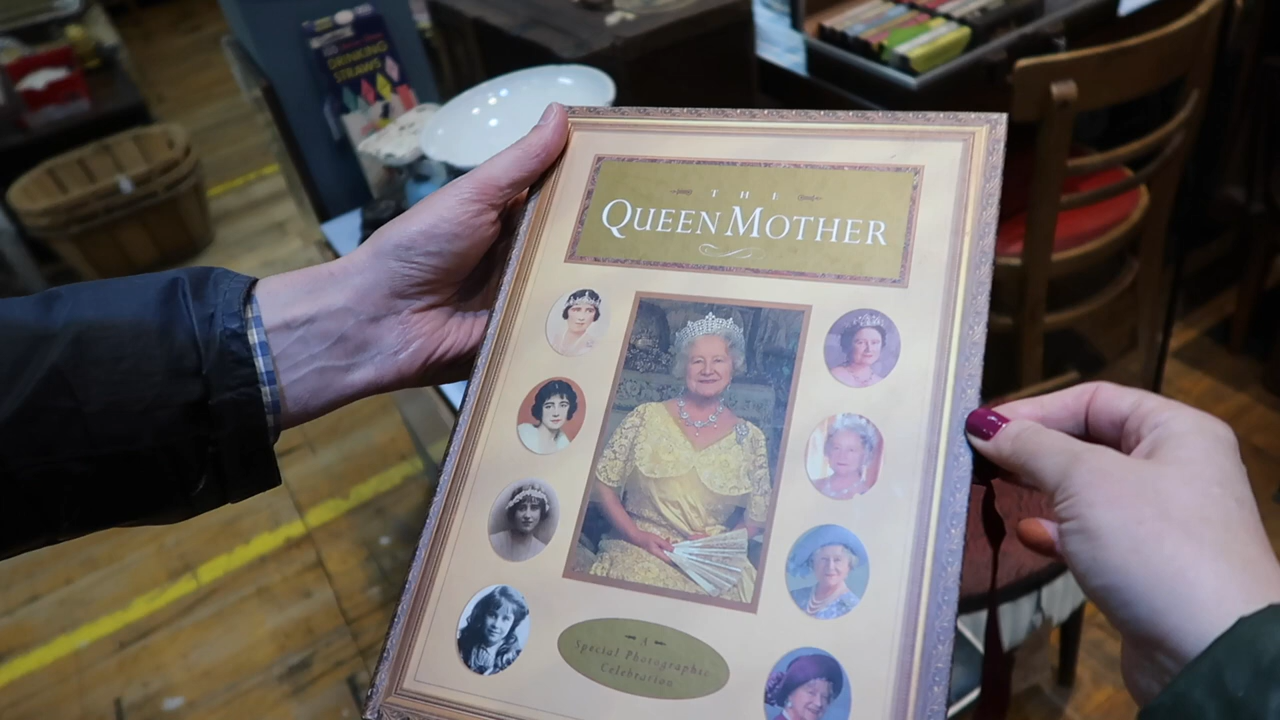 DRINKING
STRAWS
THE
QUEEN MOTHER
A
Special Photographic
Celebration